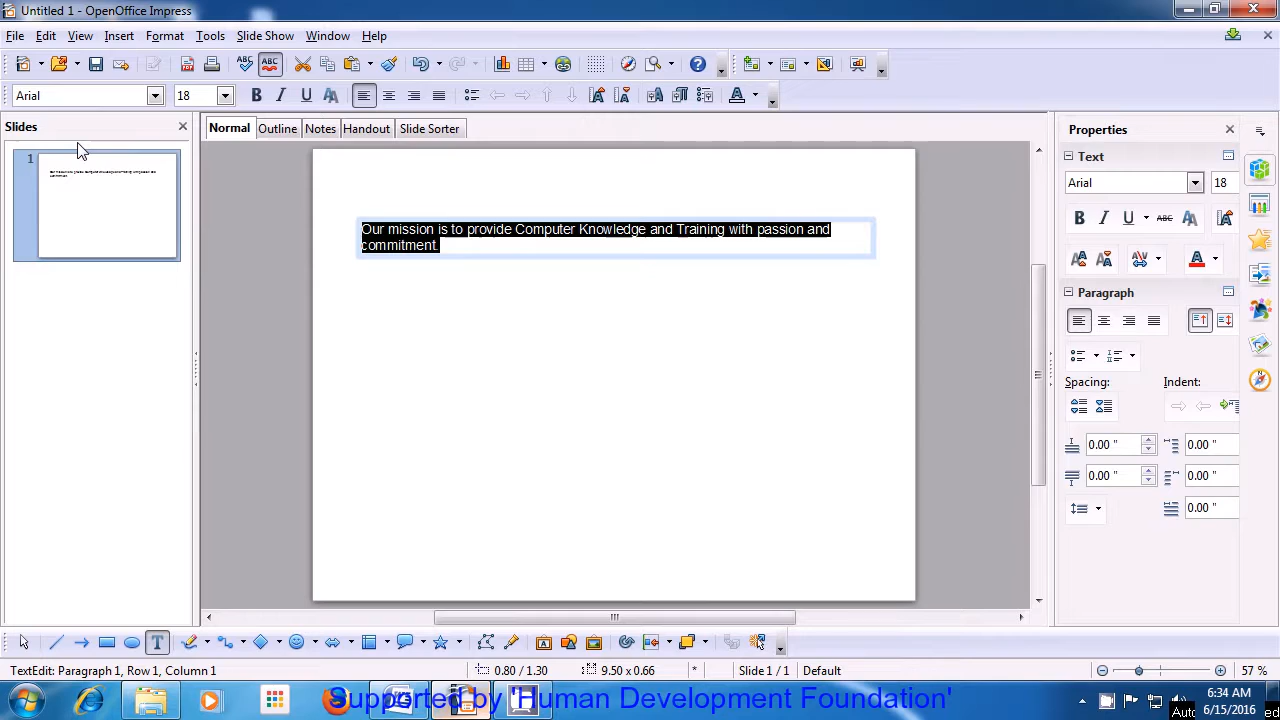 Untitled 1 - OpenOffice Impress
File Edit View Insert Format Tools Slide Show Window Help
Arial 18
Slides
Normal Outline Notes Handout Slide Sorter
Properties
1
Text
Arial 18
Our mission is to provide Computer Knowledge and Training with passion and
commitment.
Paragraph
Spacing: Indent:
0.00 " 0.00 "
0.00 " 0.00 "
0.00 "
TextEdit: Paragraph 1, Row 1, Column 1 0.80 / 1.30 9.50 x 0.66 * Slide 1 / 1 Default 57 %
Supported by 'Human Development Foundation'
6:34 AM
6/15/2016